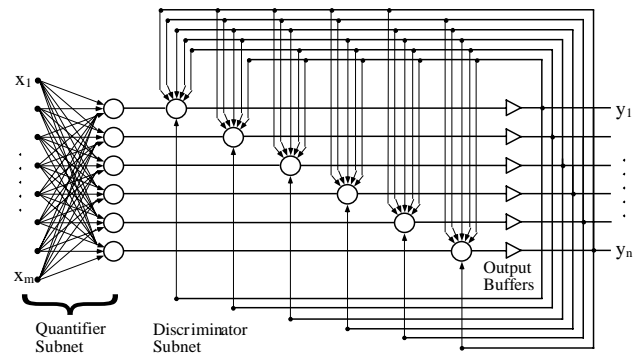 x1
y1
yn
xm
Output
Buffers
Quantifier
Subnet
Discriminator
Subnet